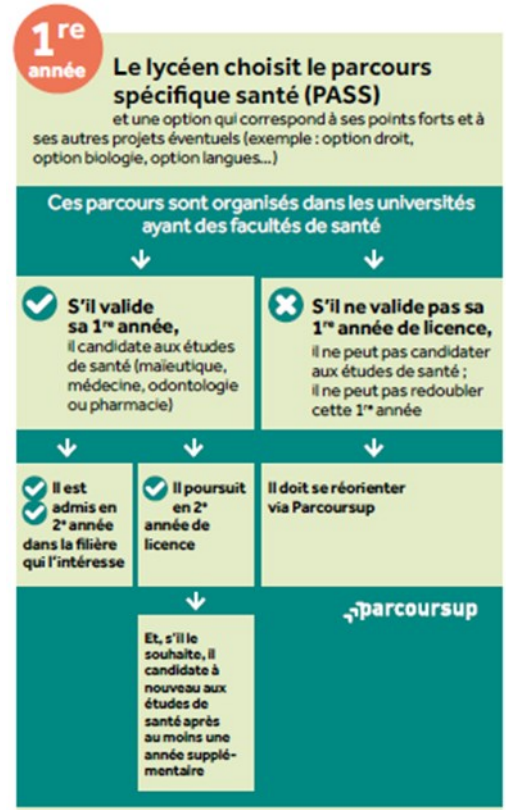 1re
année
Le lycéen choisit le parcours
spécifique santé (PASS)
et une option qui correspond à ses points forts et à
ses autres projets éventuels (exemple : option droit,
option biologie, option langues...)
Ces parcours sont organisés dans les universités
ayant des facultés de santé
S'il valide
sa 1re année,
il candidate aux études
de santé (maïeutique,
médecine, odontologie
ou pharmacie)
S'il ne valide pas sa
1re année de licence,
il ne peut pas candidater
aux études de santé ;
il ne peut pas redoubler
cette 1re année
Il est
admis en
2e année
dans la filière
qui l'intéresse
Il poursuit
en 2e
année de
licence
Il doit se réorienter
via Parcoursup
parcoursup
Et, s'il le
souhaite, il
candidate à
nouveau aux
études de
santé après
au moins une
année supplé-
mentaire